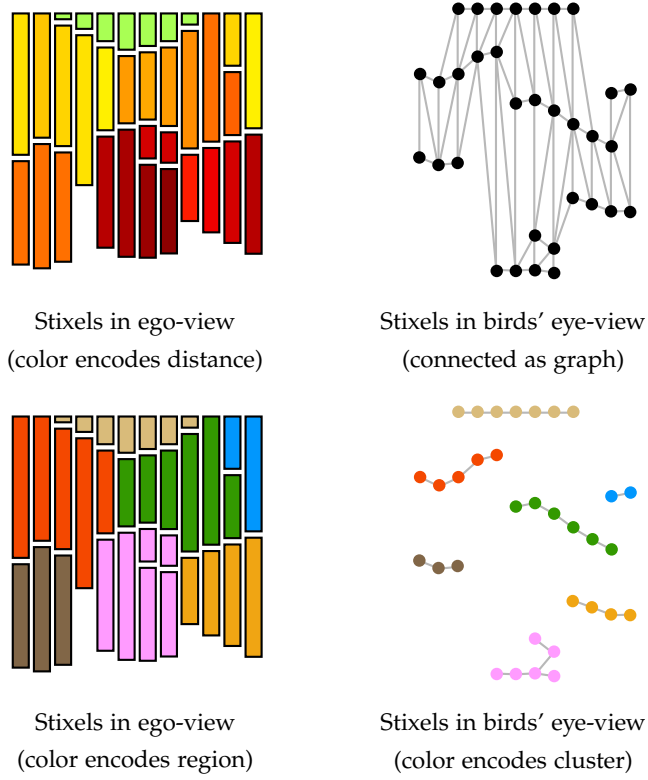 Stixels in ego-view
(color encodes distance)
Stixels in birds’ eye-view
(connected as graph)
Stixels in ego-view
(color encodes region)
Stixels in birds’ eye-view
(color encodes cluster)